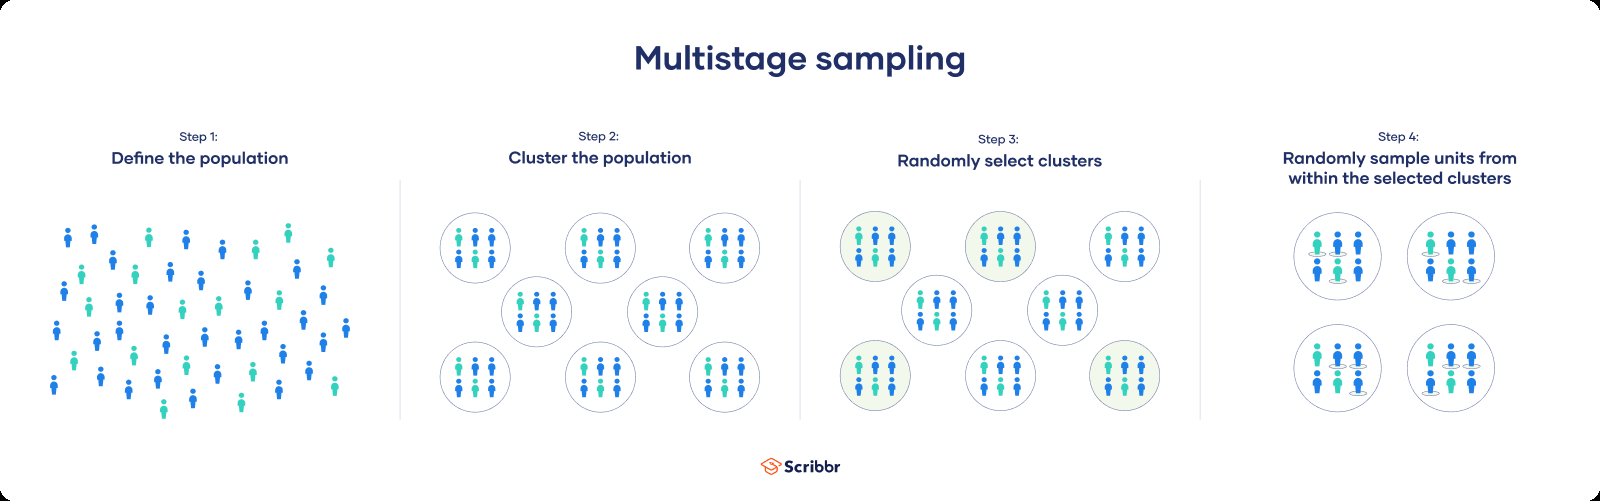 Multistage sampling
Step 1:
Define the population
Step 2:
Cluster the population
Step 3:
Randomly select clusters
Step 4:
Randomly sample units from
within the selected clusters
Scribbr